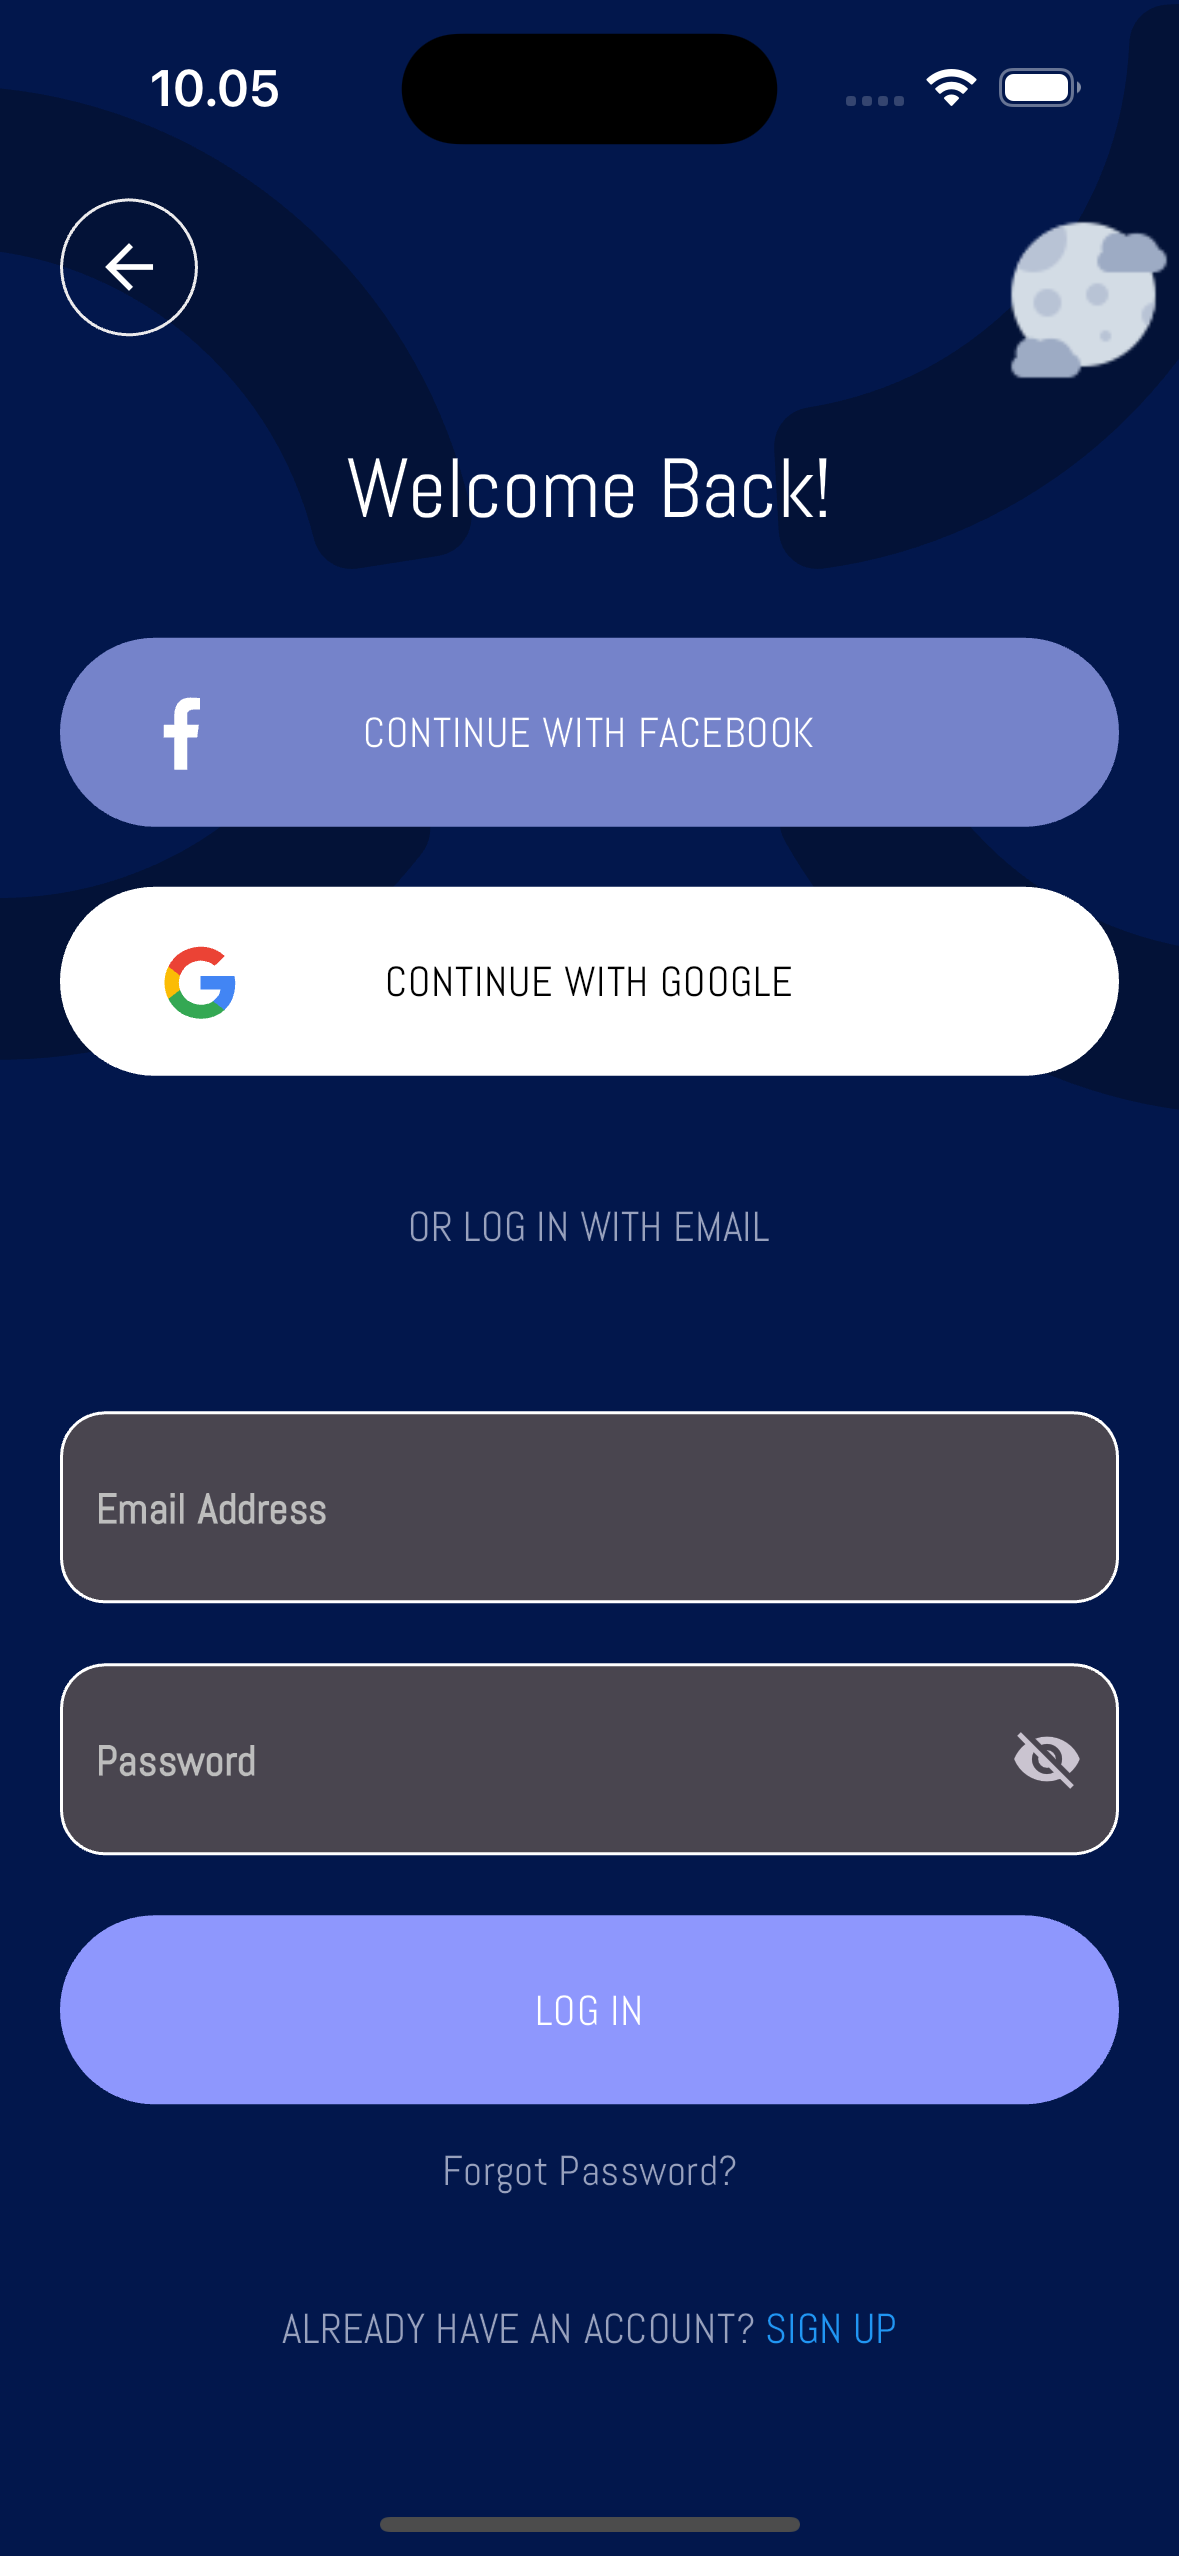 10.05
Welcome Back!
CONTINUE WITH FACEBOOK
CONTINUE WITH GOOGLE
OR LOG IN WITH EMAIL
Email Address
Password
LOG IN
Forgot Password?
ALREADY HAVE AN ACCOUNT? SIGN UP